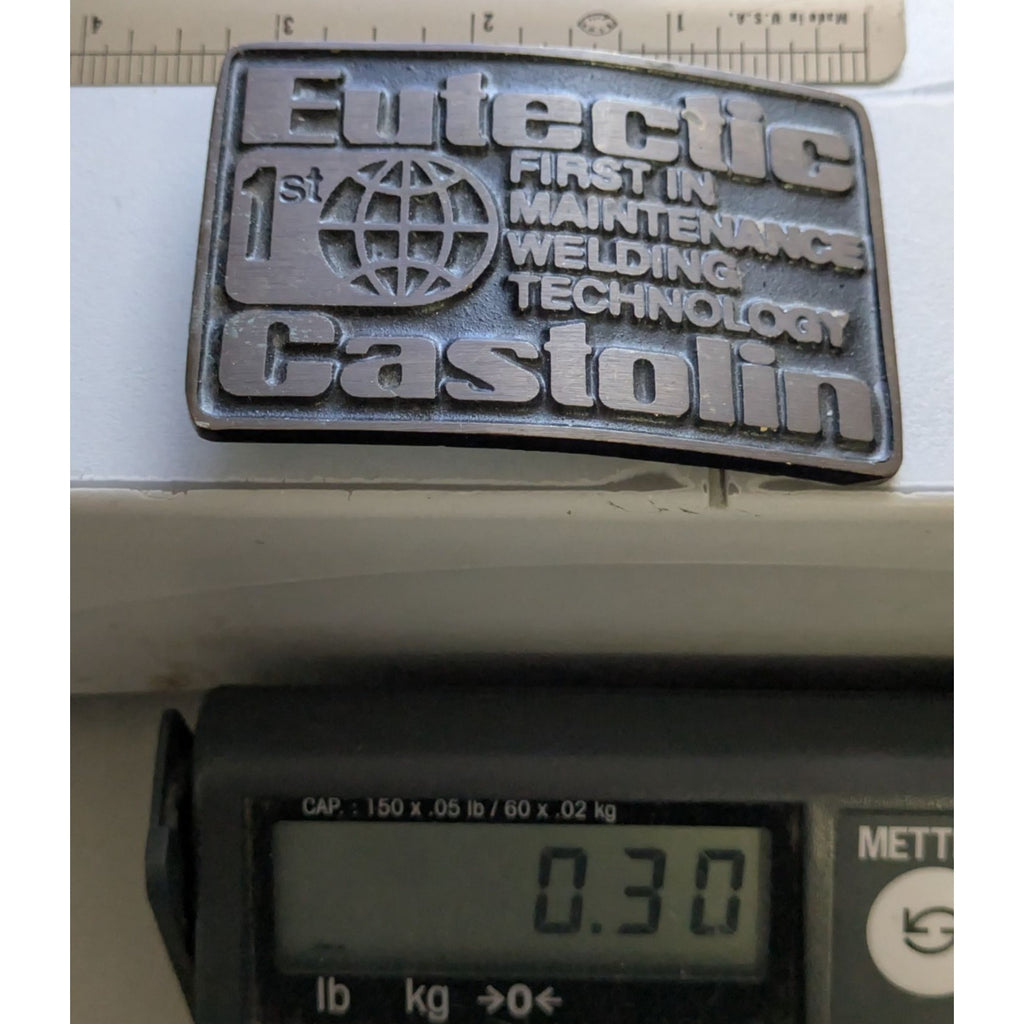 4 3 2 1 Made in U.S.A.
Eutectic
1st
FIRST IN
MAINTENANCE
WELDING
TECHNOLOGY
Castolin
CAP. : 150 x .05 lb / 60 x .02 kg
METT
0.30
lb kg →0←